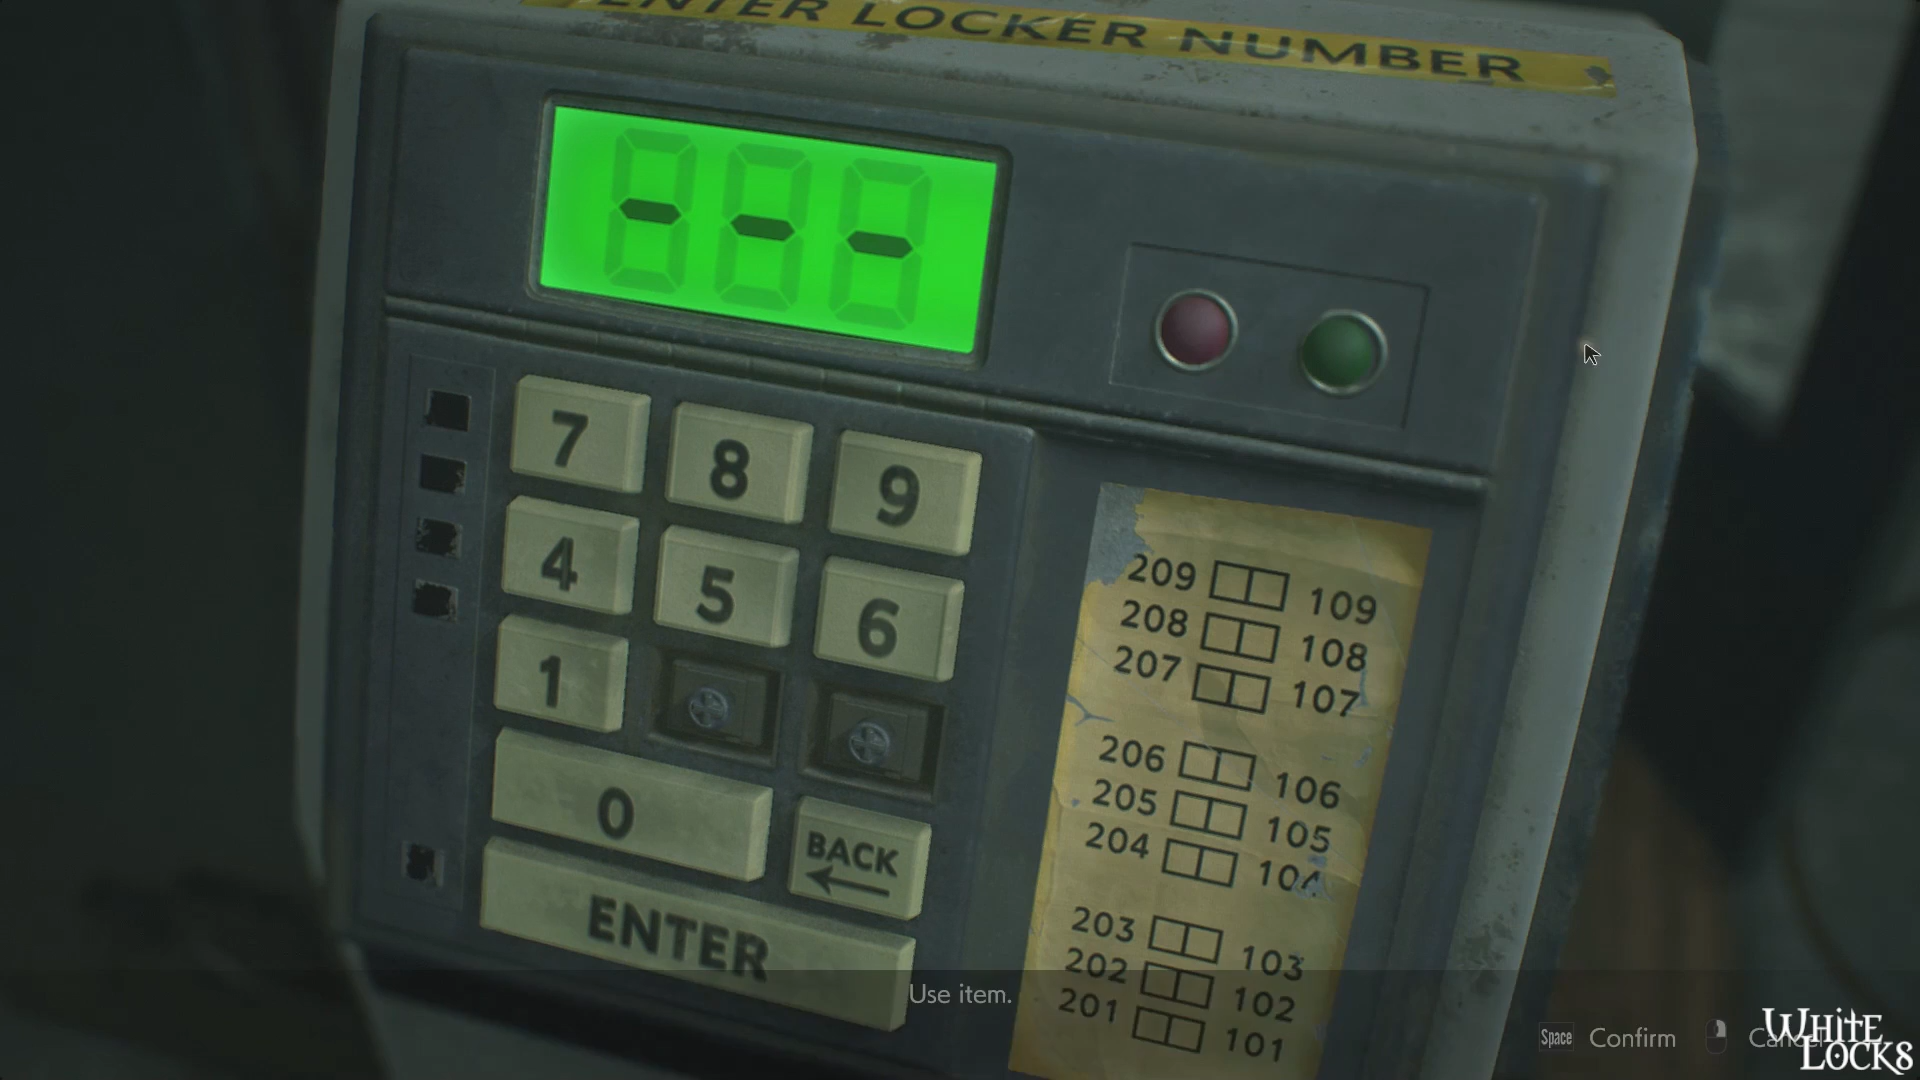 ENTER LOCKER NUMBER
---
7 8 9
4 5 6
1
0
BACK
ENTER
209 109
208 108
207 107
206 106
205 105
204 104
203 103
202 102
201 101
Use item.
Space Confirm Cancel
WHITE
LOCKS